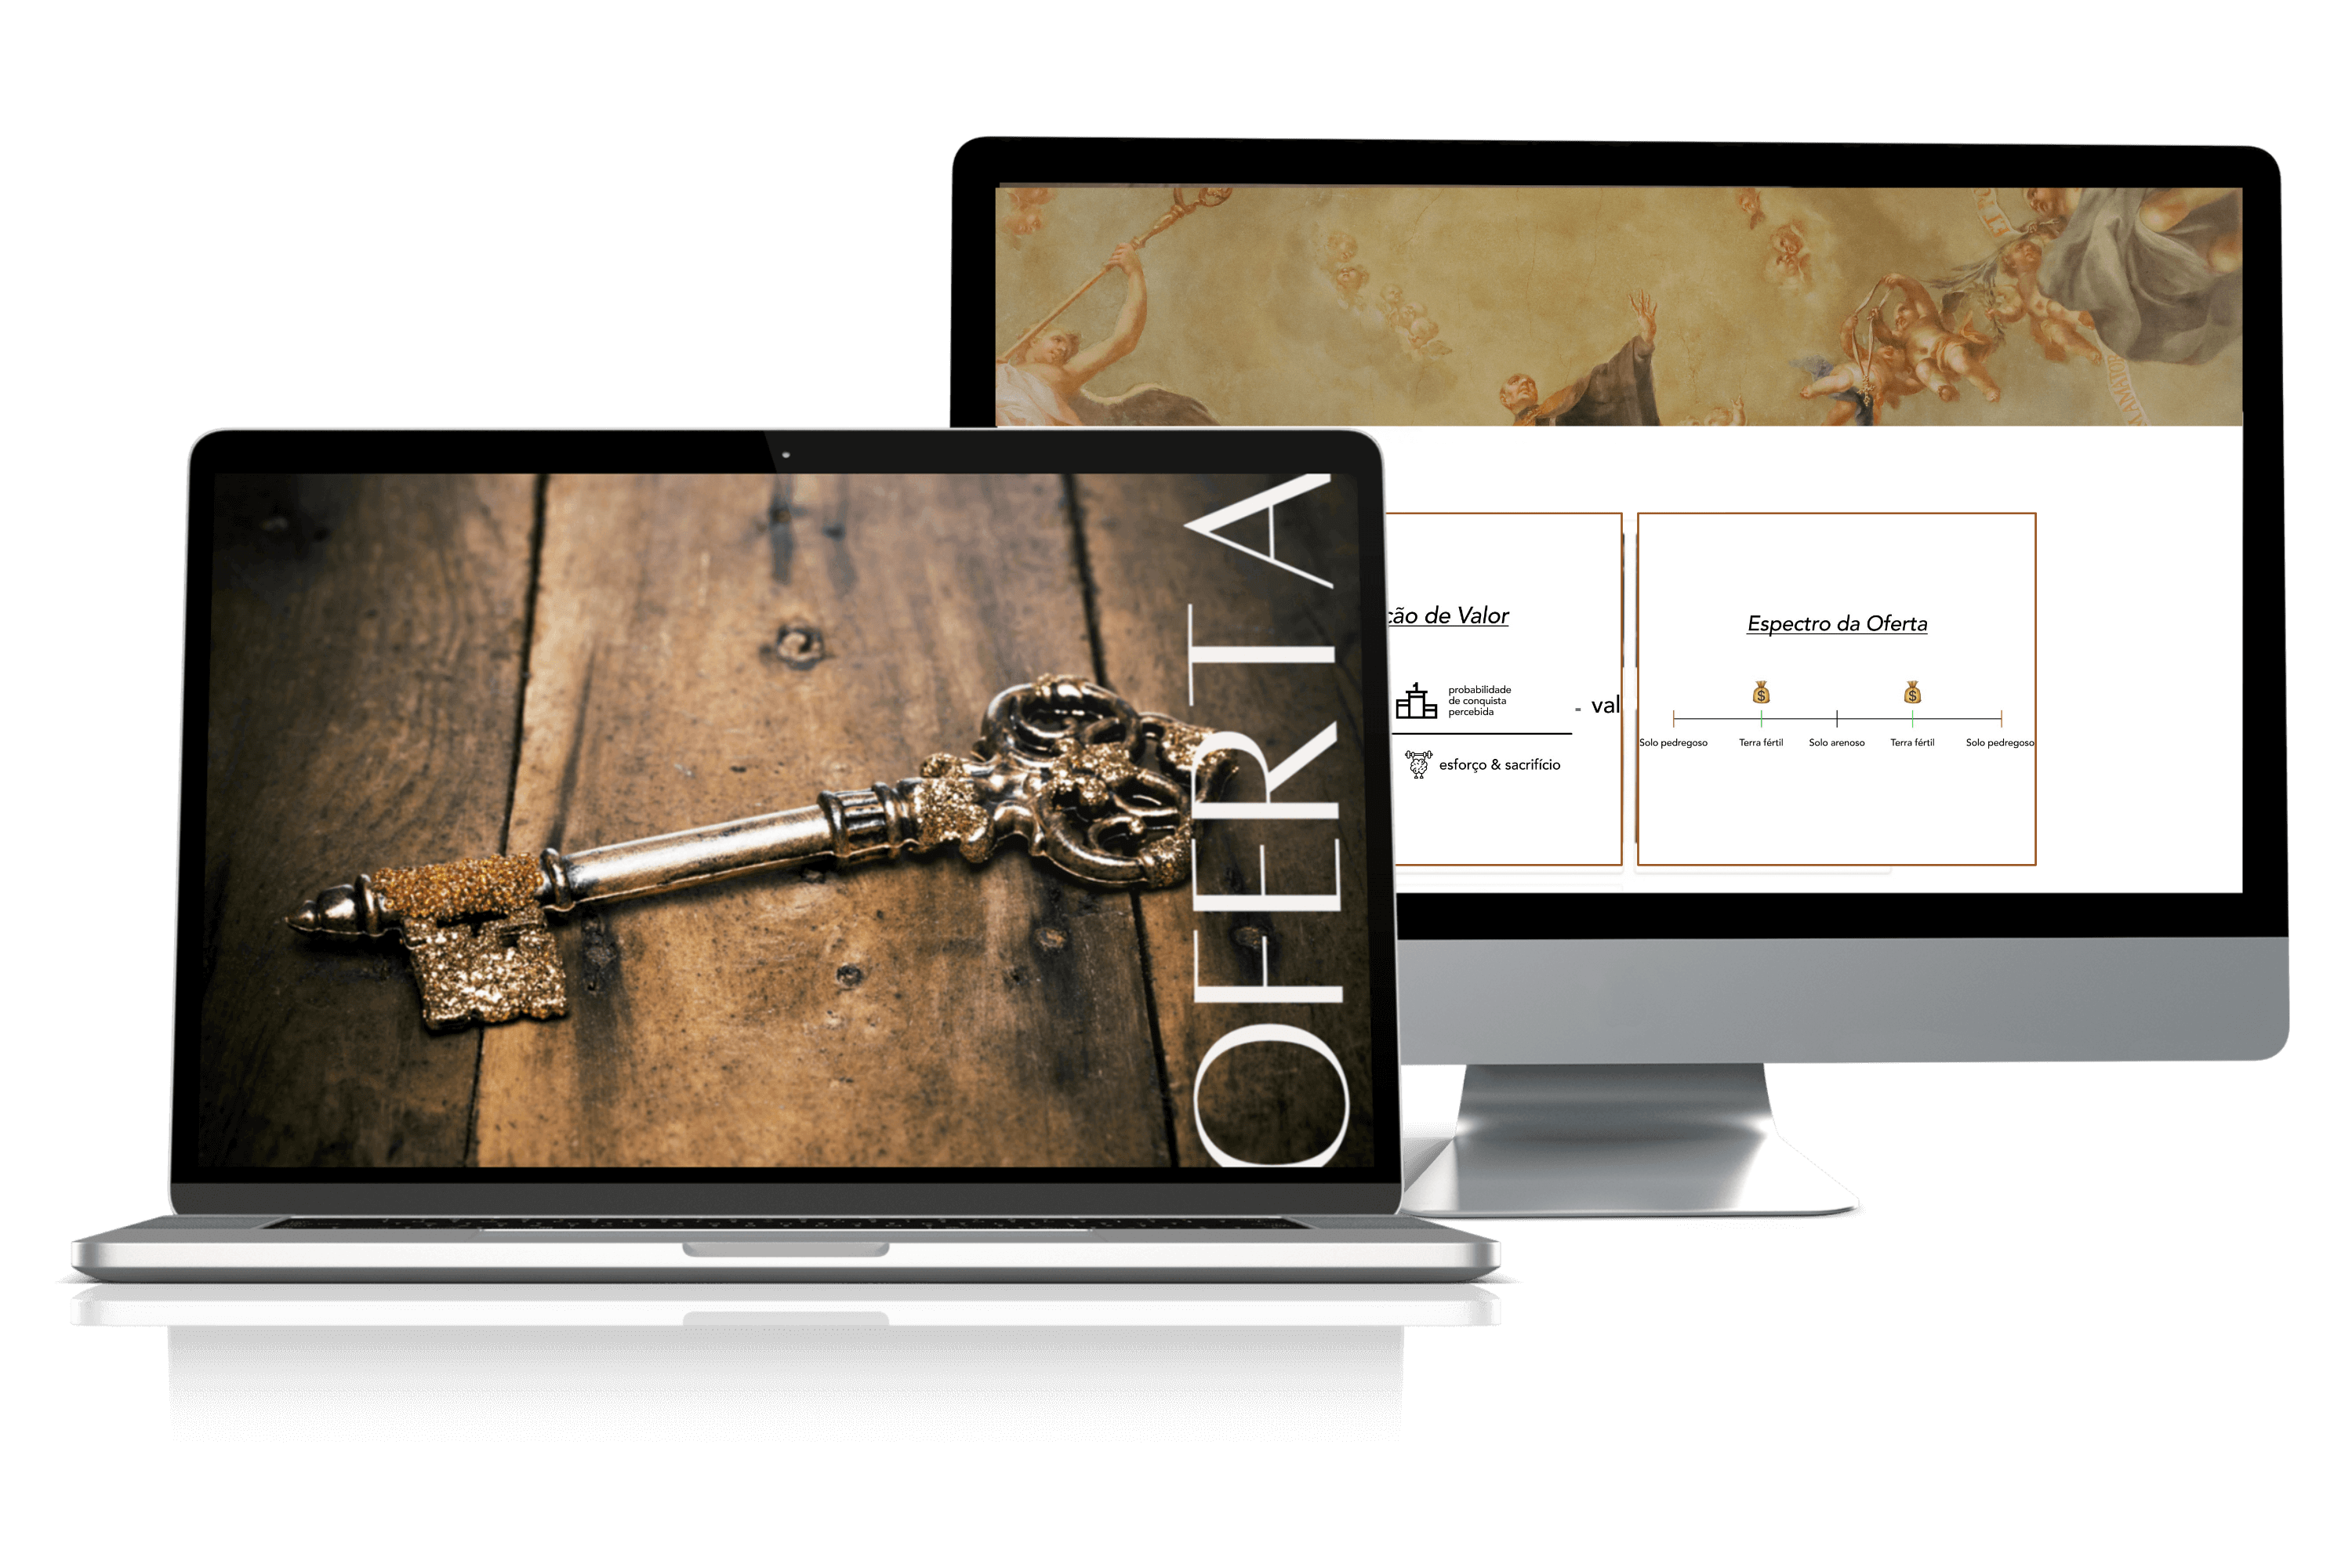 OFERTA
ção de Valor
probabilidade
de conquista
percebida
= val
esforço & sacrifício
Espectro da Oferta
Solo pedregoso Terra fértil Solo arenoso Terra fértil Solo pedregoso